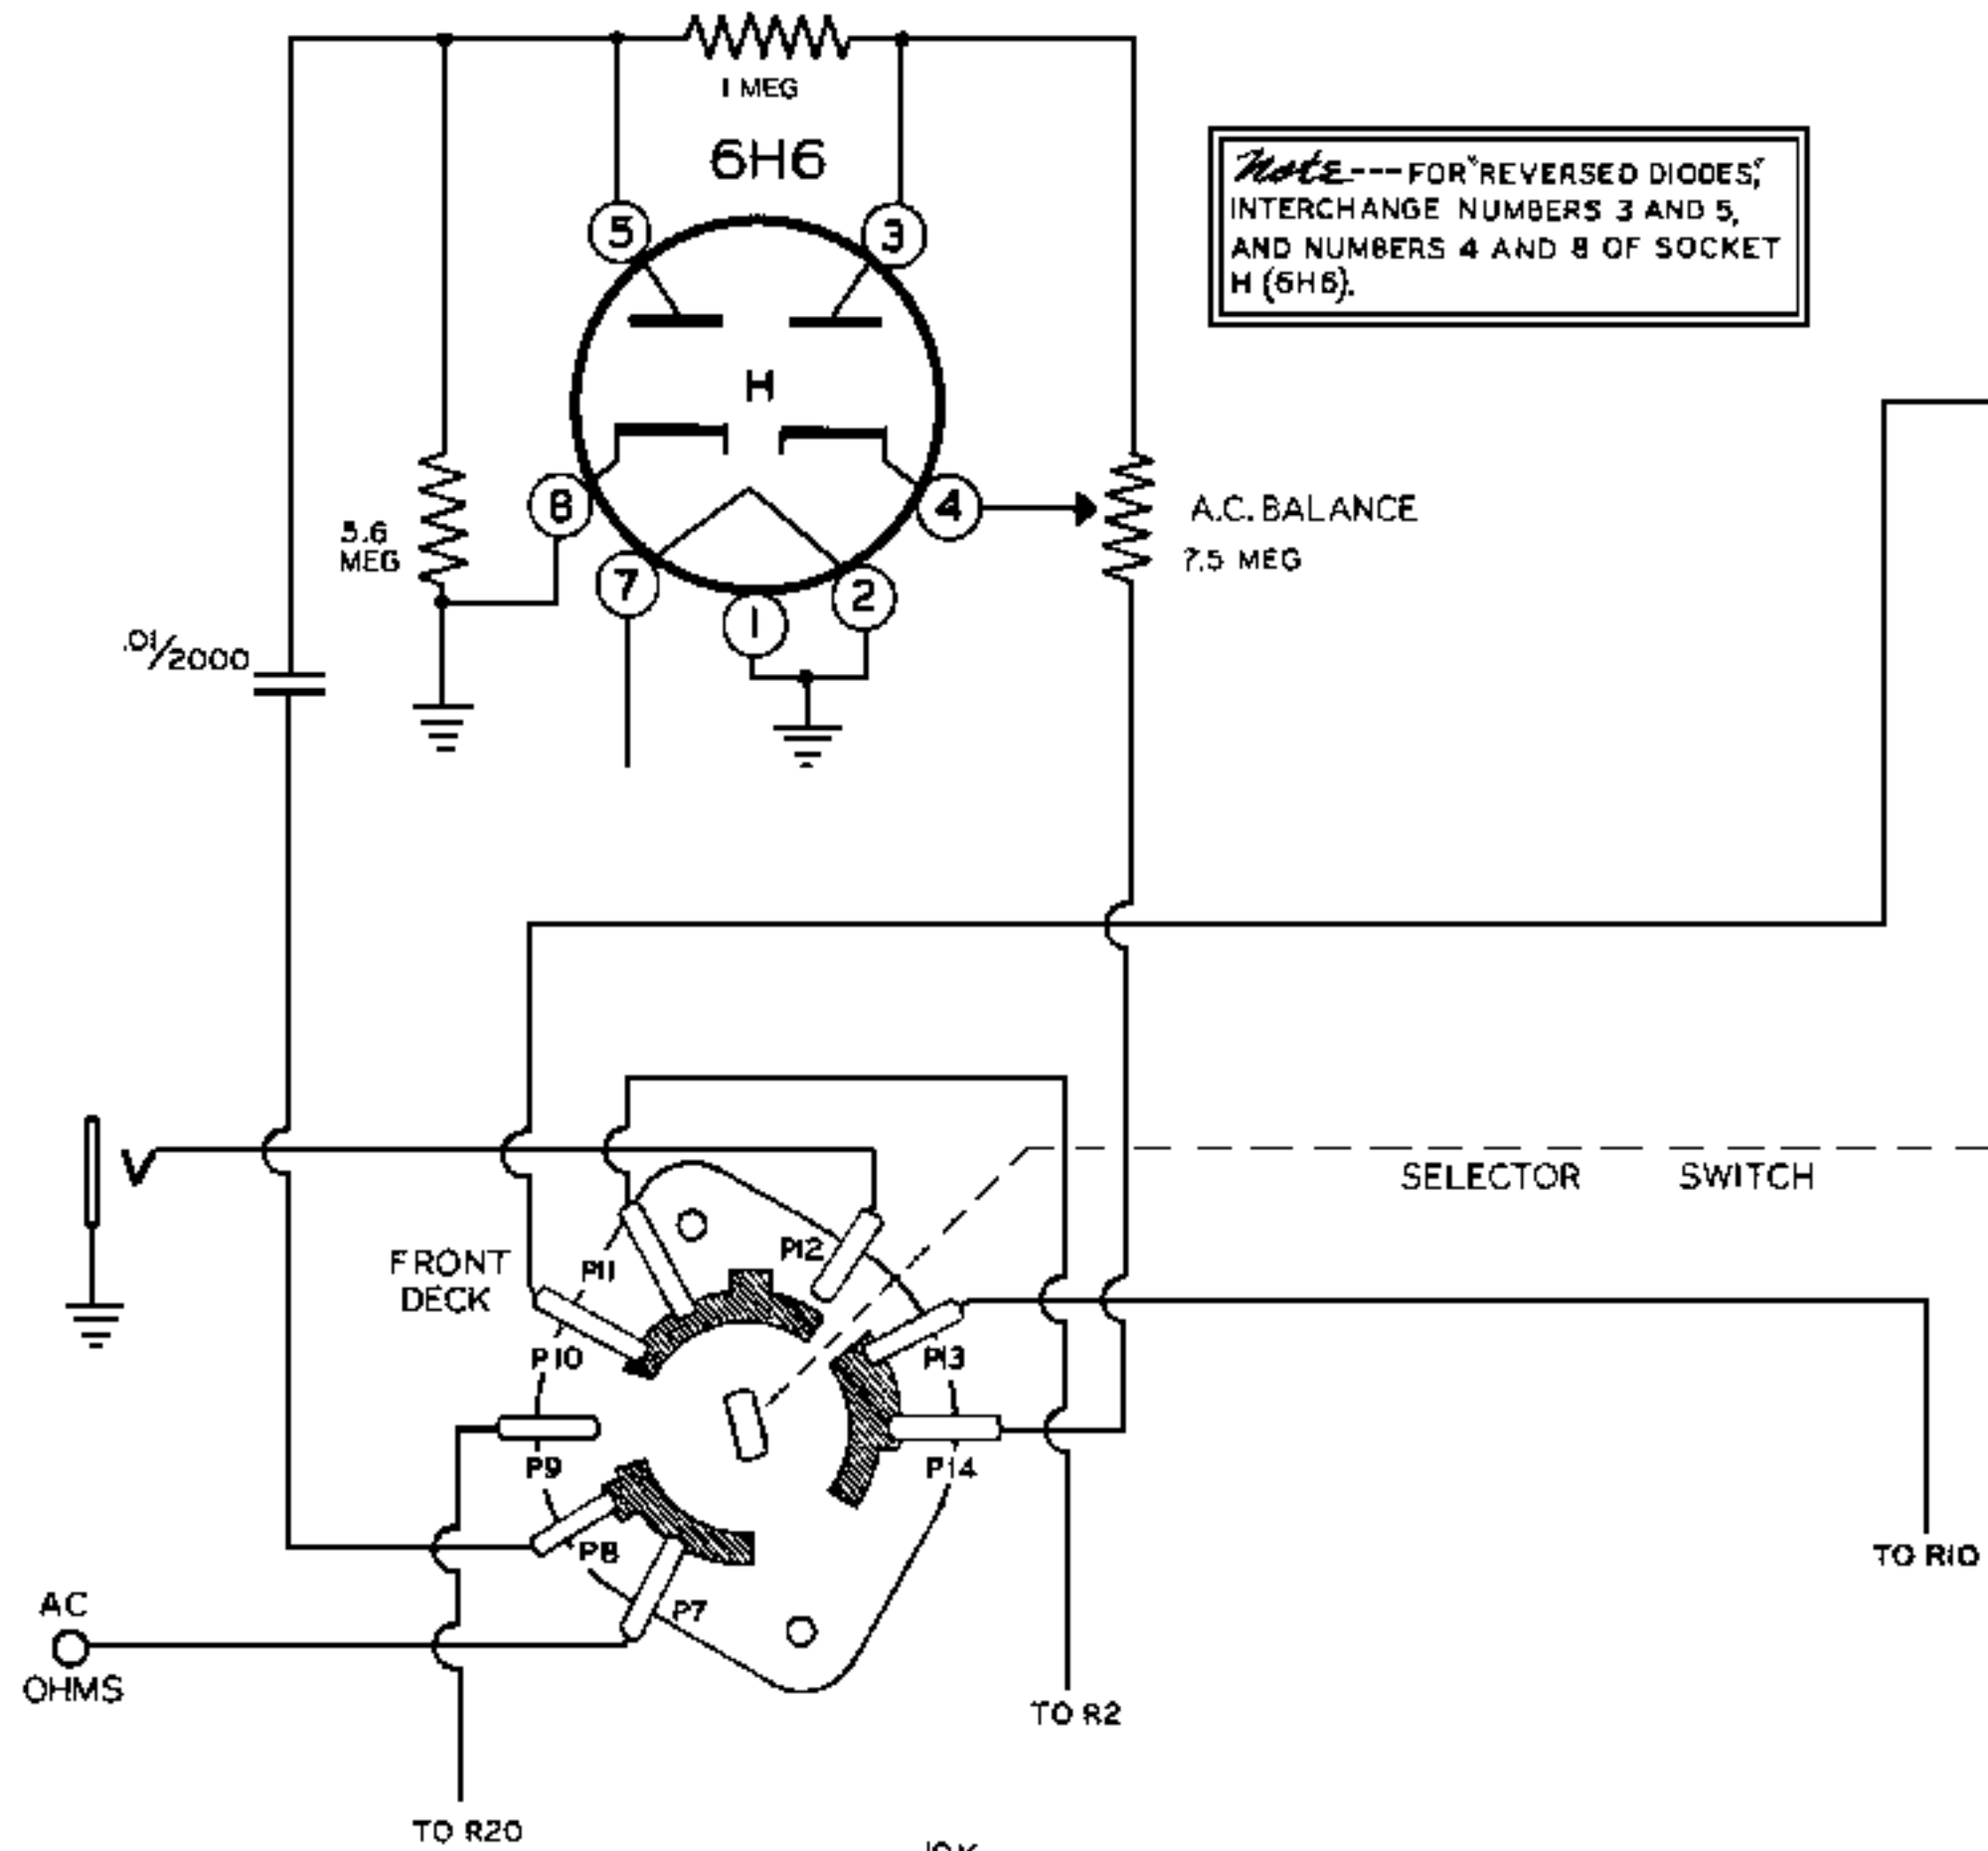 1 MEG
6H6
Note --- FOR "REVERSED DIODES,"
INTERCHANGE NUMBERS 3 AND 5,
AND NUMBERS 4 AND 8 OF SOCKET
H (6H6).
5
3
H
8
4
7
1
2
5.6
MEG
A.C. BALANCE
7.5 MEG
.01/2000
SELECTOR SWITCH
FRONT
DECK
P11
P12
P10
P13
P9
P14
P8
P7
TO R10
AC
OHMS
TO R2
TO R20